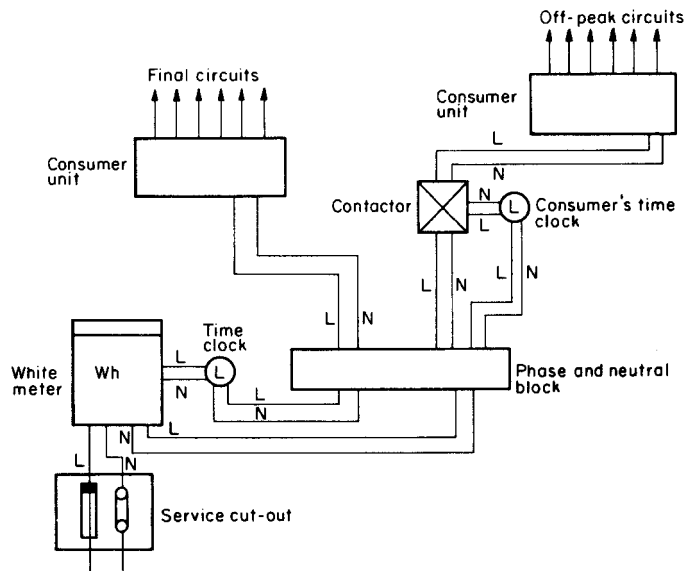 Off-peak circuits
Final circuits
Consumer
unit
L
N
Consumer
unit
Contactor
N
L
L
Consumer's time
clock
L
N
L
N
L
N
Time
clock
L
White
meter
Wh
L
N
L
N
Phase and neutral
block
L
N
L
N
Service cut-out